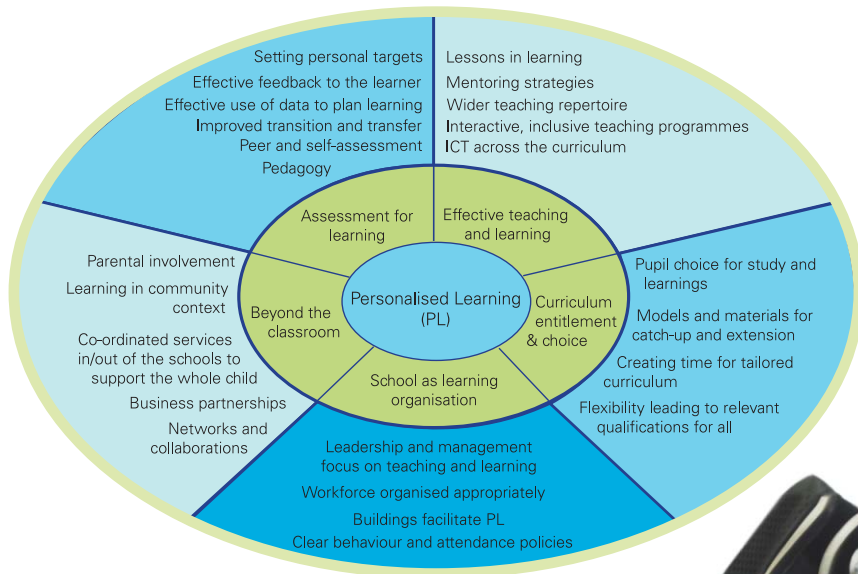 Setting personal targets
Effective feedback to the learner
Effective use of data to plan learning
Improved transition and transfer
Peer and self-assessment
Pedagogy
Lessons in learning
Mentoring strategies
Wider teaching repertoire
Interactive, inclusive teaching programmes
ICT across the curriculum
Assessment for
learning
Effective teaching
and learning
Parental involvement
Learning in community
context
Co-ordinated services
in/out of the schools to
support the whole child
Business partnerships
Networks and
collaborations
Beyond the
classroom
Personalised Learning
(PL)
Curriculum
entitlement
& choice
Pupil choice for study and
learnings
Models and materials for
catch-up and extension
Creating time for tailored
curriculum
Flexibility leading to relevant
qualifications for all
School as learning
organisation
Leadership and management
focus on teaching and learning
Workforce organised appropriately
Buildings facilitate PL
Clear behaviour and attendance policies